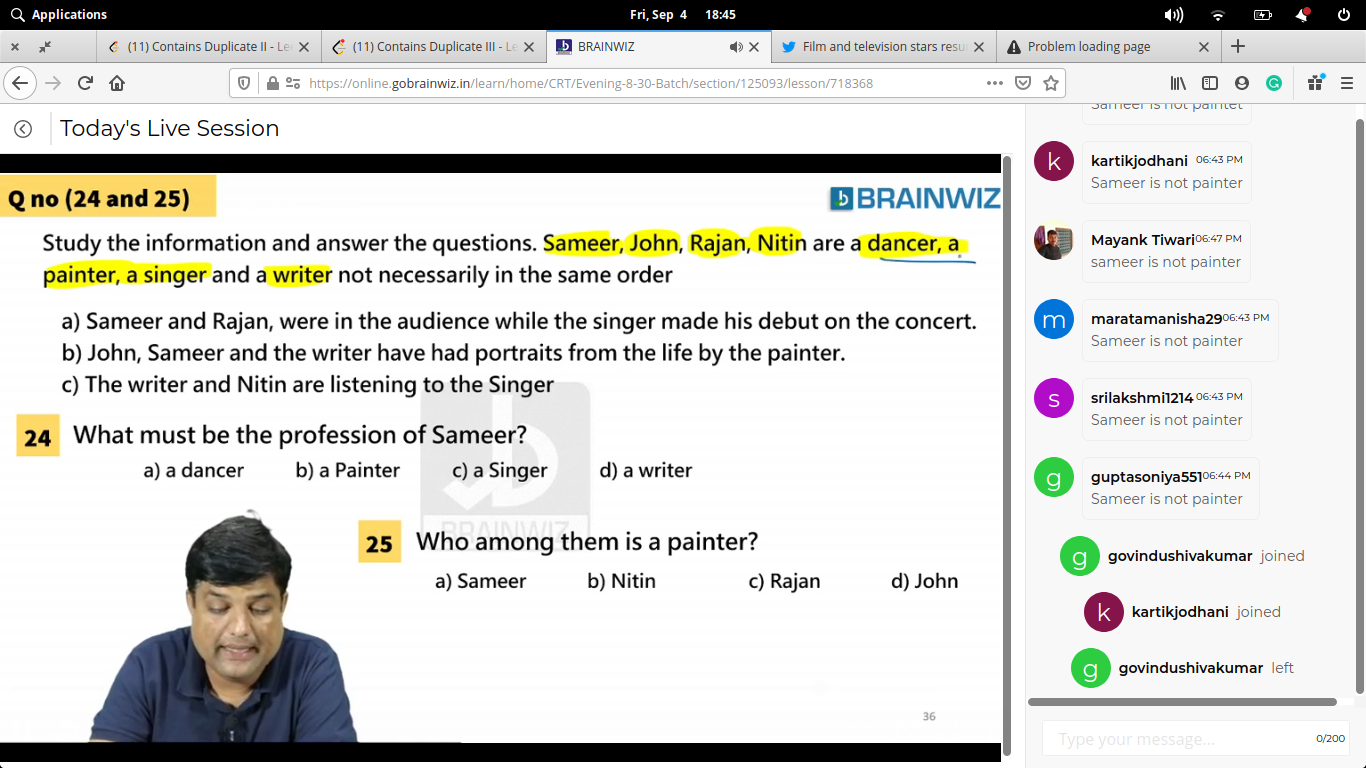 Applications
Fri, Sep 4 18:45
(11) Contains Duplicate II - Le
(11) Contains Duplicate III - Le
BRAINWIZ
Film and television stars resu
Problem loading page
https://online.gobrainwiz.in/learn/home/CRT/Evening-8-30-Batch/section/125093/lesson/718368
Today's Live Session
Q no (24 and 25)
BRAINWIZ
Study the information and answer the questions. Sameer, John, Rajan, Nitin are a dancer, a
painter, a singer and a writer not necessarily in the same order
a) Sameer and Rajan, were in the audience while the singer made his debut on the concert.
b) John, Sameer and the writer have had portraits from the life by the painter.
c) The writer and Nitin are listening to the Singer
24 What must be the profession of Sameer?
a) a dancer b) a Painter c) a Singer d) a writer
BRAINWIZ
25 Who among them is a painter?
a) Sameer b) Nitin c) Rajan d) John
36
Sameer is not painter
k kartikjodhani 06:43 PM
Sameer is not painter
Mayank Tiwari 06:47 PM
sameer is not painter
m maratamanisha29 06:43 PM
Sameer is not painter
s srilakshmi1214 06:43 PM
Sameer is not painter
g guptasoniya551 06:44 PM
Sameer is not painter
g govindushivakumar joined
k kartikjodhani joined
g govindushivakumar left
Type your message... 0/200